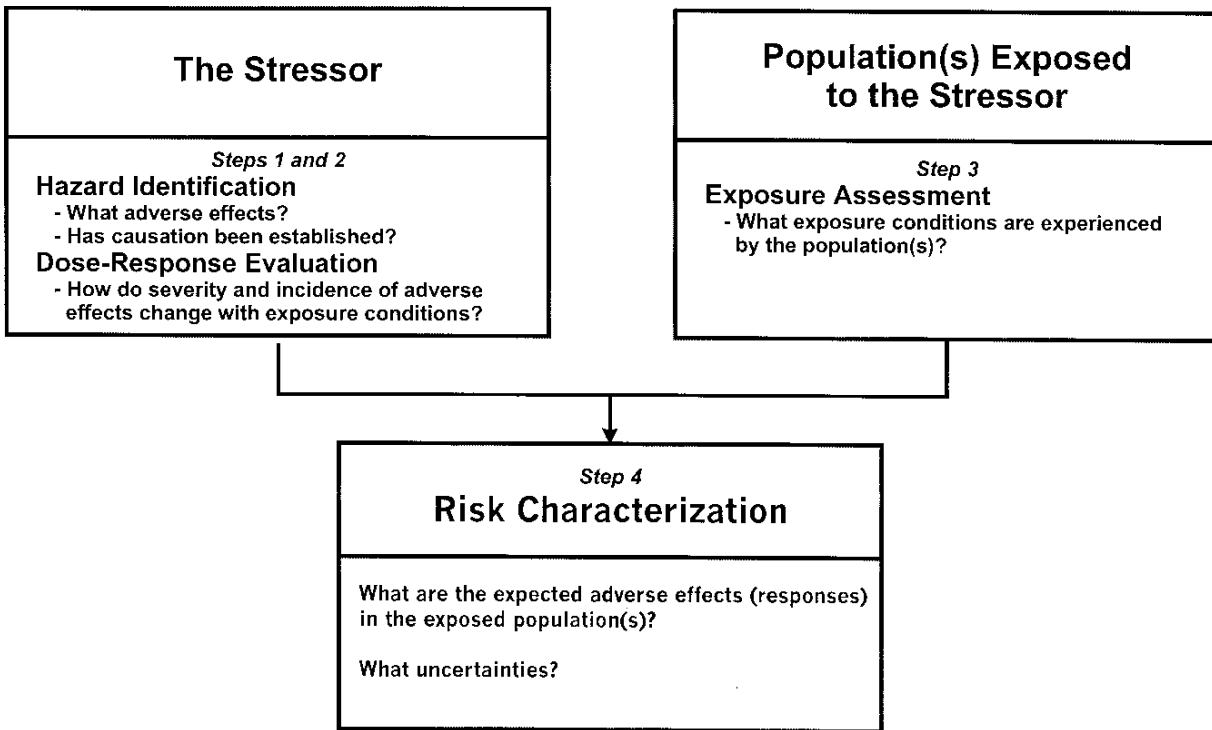 The Stressor
Steps 1 and 2
Hazard Identification
- What adverse effects?
- Has causation been established?
Dose-Response Evaluation
- How do severity and incidence of adverse
effects change with exposure conditions?
Population(s) Exposed
to the Stressor
Step 3
Exposure Assessment
- What exposure conditions are experienced
by the population(s)?
Step 4
Risk Characterization
What are the expected adverse effects (responses)
in the exposed population(s)?
What uncertainties?